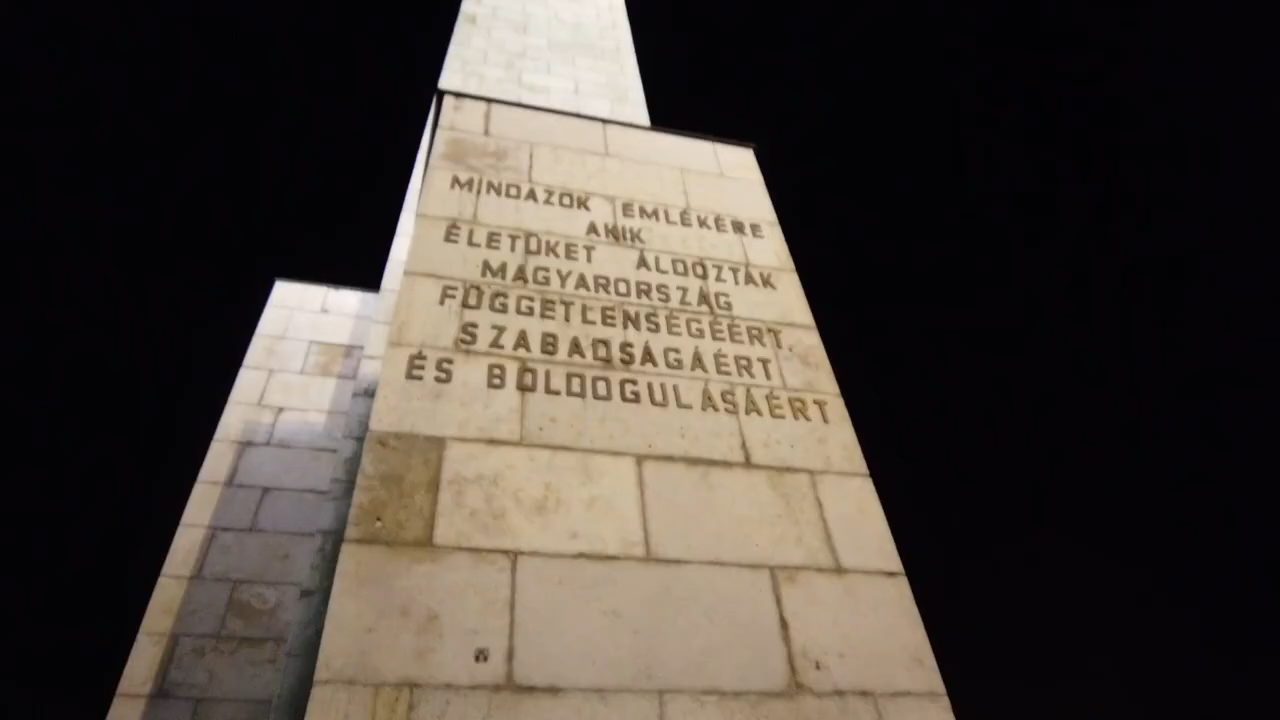 MINDAZOK EMLÉKÉRE
AKIK
ÉLETÜKET ÁLDOZTÁK
MAGYARORSZÁG
FÜGGETLENSÉGÉÉRT,
SZABADSÁGÁÉRT
ÉS BOLDOGULÁSÁÉRT